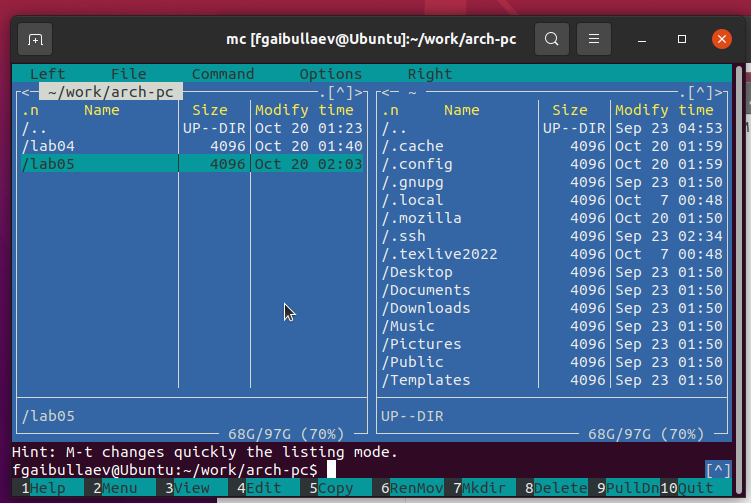 mc [fgaibullaev@Ubuntu]:~/work/arch-pc
Left File Command Options Right
<─ ~/work/arch-pc ─.[^]>
.n Name Size Modify time
/.. UP--DIR Oct 20 01:23
/lab04 4096 Oct 20 01:40
/lab05 4096 Oct 20 02:03
/lab05
68G/97G (70%)
<─ ~ ─.[^]>
.n Name Size Modify time
/.. UP--DIR Sep 23 04:53
/.cache 4096 Oct 20 01:59
/.config 4096 Oct 20 01:59
/.gnupg 4096 Sep 23 01:50
/.local 4096 Oct 7 00:48
/.mozilla 4096 Oct 20 01:50
/.ssh 4096 Sep 23 02:34
/.texlive2022 4096 Oct 7 00:48
/Desktop 4096 Sep 23 01:50
/Documents 4096 Sep 23 01:50
/Downloads 4096 Sep 23 01:50
/Music 4096 Sep 23 01:50
/Pictures 4096 Sep 23 01:50
/Public 4096 Sep 23 01:50
/Templates 4096 Sep 23 01:50
UP--DIR
68G/97G (70%)
Hint: M-t changes quickly the listing mode.
fgaibullaev@Ubuntu:~/work/arch-pc$ [^]
1Help 2Menu 3View 4Edit 5Copy 6RenMov 7Mkdir 8Delete 9PullDn 10Quit